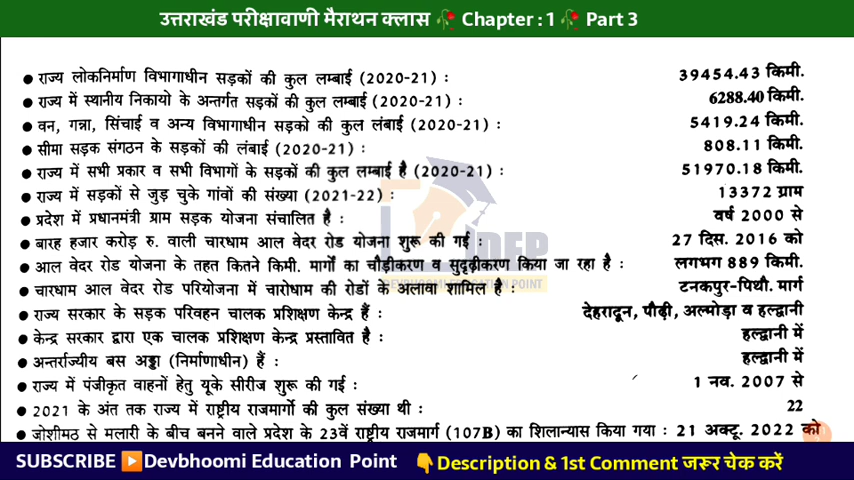 उत्तराखंड परीक्षावाणी मैराथन क्लास 🥀 Chapter : 1🥀 Part 3
● राज्य लोकनिर्माण विभागाधीन सड़कों की कुल लम्बाई (2020-21) : 39454.43 किमी.
● राज्य में स्थानीय निकायो के अन्तर्गत सड़कों की कुल लम्बाई (2020-21) : 6288.40 किमी.
● वन, गन्ना, सिंचाई व अन्य विभागाधीन सड़को की कुल लंबाई (2020-21) : 5419.24 किमी.
● सीमा सड़क संगठन के सड़कों की लंबाई (2020-21) : 808.11 किमी.
● राज्य में सभी प्रकार व सभी विभागों के सड़कों की कुल लम्बाई है (2020-21) : 51970.18 किमी.
● राज्य में सड़कों से जुड़ चुके गांवों की संख्या (2021-22) : 13372 ग्राम
● प्रदेश में प्रधानमंत्री ग्राम सड़क योजना संचालित है : वर्ष 2000 से
● बारह हजार करोड़ रु. वाली चारधाम आल वेदर रोड योजना शुरू की गई : 27 दिस. 2016 को
● आल वेदर रोड योजना के तहत कितने किमी. मार्गों का चौड़ीकरण व सुदृढ़ीकरण किया जा रहा है : लगभग 889 किमी.
● चारधाम आल वेदर रोड परियोजना में चारोधाम की रोडों के अलावा शामिल है : टनकपुर-पिथौ. मार्ग
● राज्य सरकार के सड़क परिवहन चालक प्रशिक्षण केन्द्र हैं : देहरादून, पौढ़ी, अल्मोड़ा व हल्द्वानी
● केन्द्र सरकार द्वारा एक चालक प्रशिक्षण केन्द्र प्रस्तावित है : हल्द्वानी में
● अन्तर्राज्यीय बस अड्डा (निर्माणाधीन) हैं : हल्द्वानी में
● राज्य में पंजीकृत वाहनों हेतु यूके सीरीज शुरू की गई : 1 नव. 2007 से
● 2021 के अंत तक राज्य में राष्ट्रीय राजमार्गो की कुल संख्या थी : 22
● जोशीमठ से मलारी के बीच बनने वाले प्रदेश के 23वें राष्ट्रीय राजमार्ग (107B) का शिलान्यास किया गया : 21 अक्टू. 2022 को
SUBSCRIBE ▶️Devbhoomi Education Point 👇Description & 1st Comment जरूर चेक करें